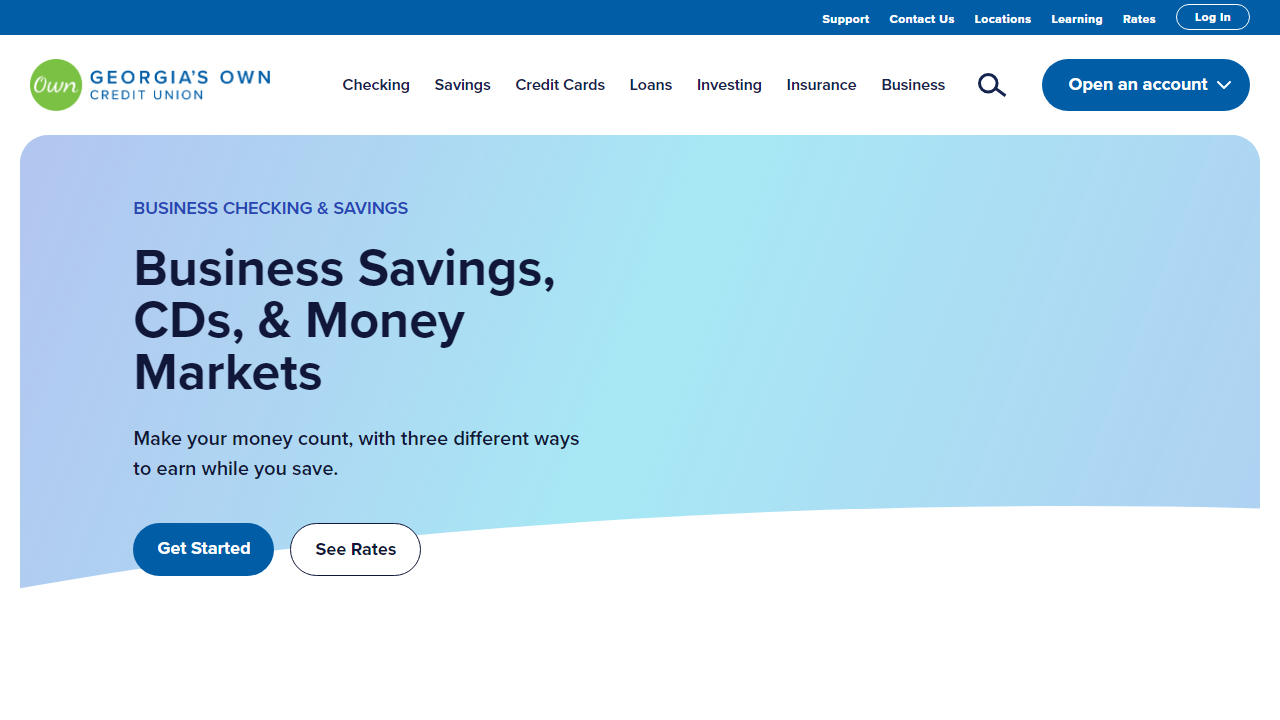 Support Contact Us Locations Learning Rates Log In
Own GEORGIA'S OWN
CREDIT UNION
Checking Savings Credit Cards Loans Investing Insurance Business
Open an account
BUSINESS CHECKING & SAVINGS
Business Savings,
CDs, & Money
Markets
Make your money count, with three different ways
to earn while you save.
Get Started See Rates